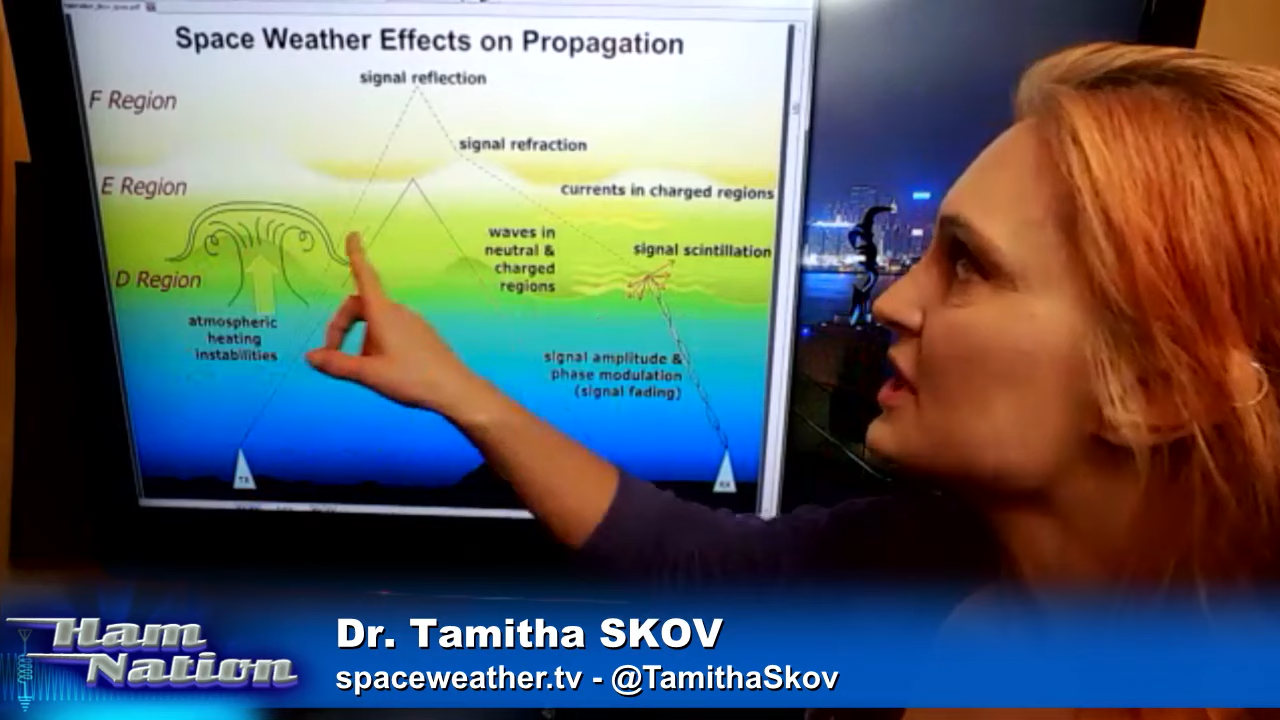 Space Weather Effects on Propagation
signal reflection
F Region
signal refraction
E Region
currents in charged regions
waves in
neutral &
charged
regions
signal scintillation
D Region
atmospheric
heating
instabilities
signal amplitude &
phase modulation
(signal fading)
TX
RX
Ham
Nation
Dr. Tamitha SKOV
spaceweather.tv - @TamithaSkov